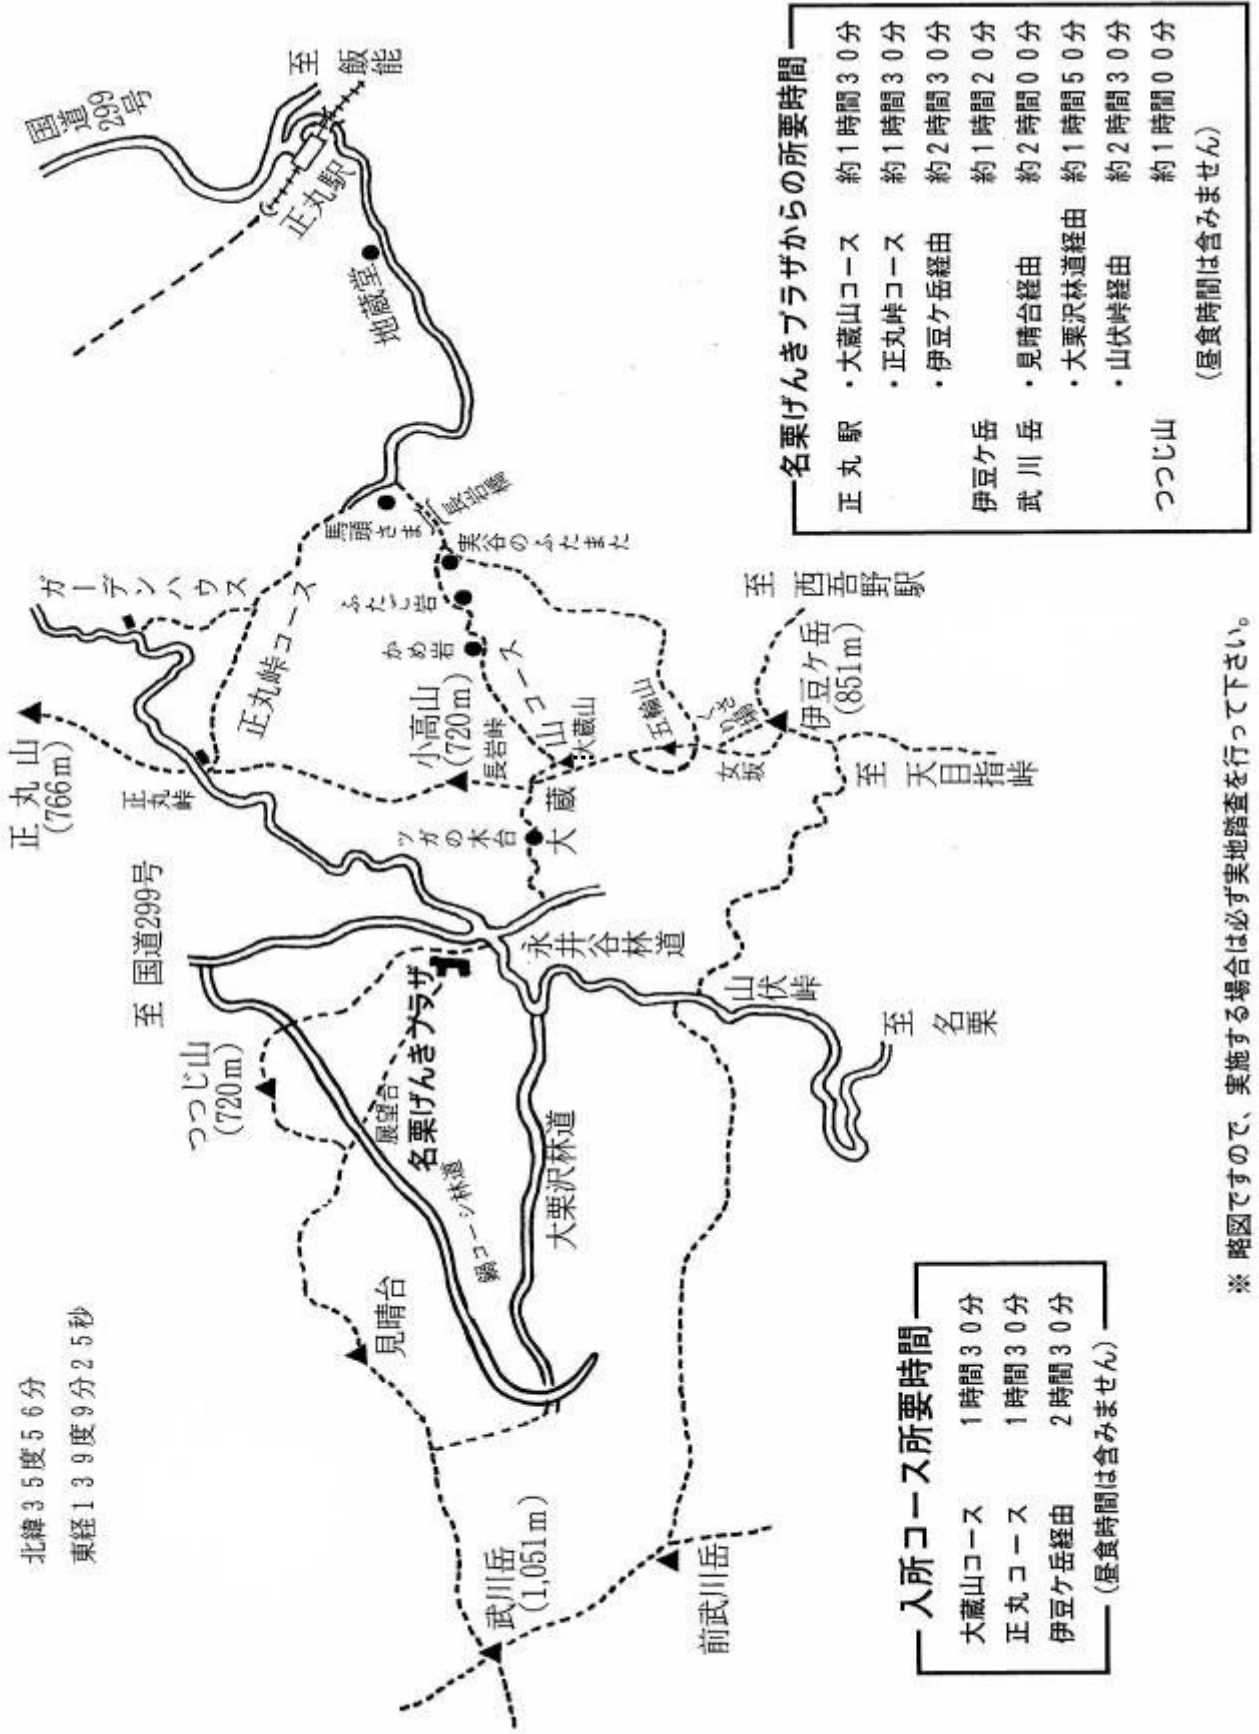 北緯３５度５６分
東経１３９度９分２５秒
正丸山
(766m)
ガーデンハウス
国道
299号
至 飯能
正丸駅
地蔵堂
馬頭さま
長岩橋
実谷のふたまた
ふたご岩
かめ岩
正丸峠コース
正丸峠
小高山
(720m)
長岩峠
大蔵山コース
大蔵山
五輪山
女坂
伊豆ケ岳
(851m)
至 西吾野駅
至 天目指峠
ツガの木台
至 国道299号
永井谷林道
つつじ山
(720m)
展望台
名栗げんきプラザ
鍋コーシ林道
大栗沢林道
山伏峠
至 名栗
見晴台
武川岳
(1,051m)
前武川岳
入所コース所要時間
大蔵山コース １時間３０分
正丸コース １時間３０分
伊豆ケ岳経由 ２時間３０分
(昼食時間は含みません)
名栗げんきプラザからの所要時間
正丸駅 ・大蔵山コース 約１時間３０分
・正丸峠コース 約１時間３０分
・伊豆ケ岳経由 約２時間３０分
伊豆ケ岳 約１時間２０分
武川岳 ・見晴台経由 約２時間００分
・大栗沢林道経由 約１時間５０分
・山伏峠経由 約２時間３０分
つつじ山 約１時間００分
(昼食時間は含みません)
※ 略図ですので、実施する場合は必ず実地踏査を行って下さい。